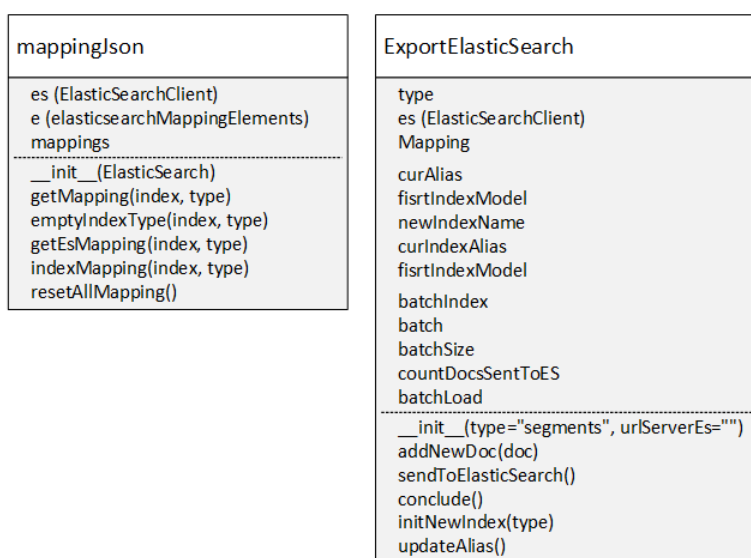 mappingJson
es (ElasticSearchClient)
e (elasticsearchMappingElements)
mappings
__init__(ElasticSearch)
getMapping(index, type)
emptyIndexType(index, type)
getEsMapping(index, type)
indexMapping(index, type)
resetAllMapping()
ExportElasticSearch
type
es (ElasticSearchClient)
Mapping
curAlias
fisrtIndexModel
newIndexName
curIndexAlias
fisrtIndexModel
batchIndex
batch
batchSize
countDocsSentToES
batchLoad
__init__(type="segments", urlServerEs="")
addNewDoc(doc)
sendToElasticSearch()
conclude()
initNewIndex(type)
updateAlias()